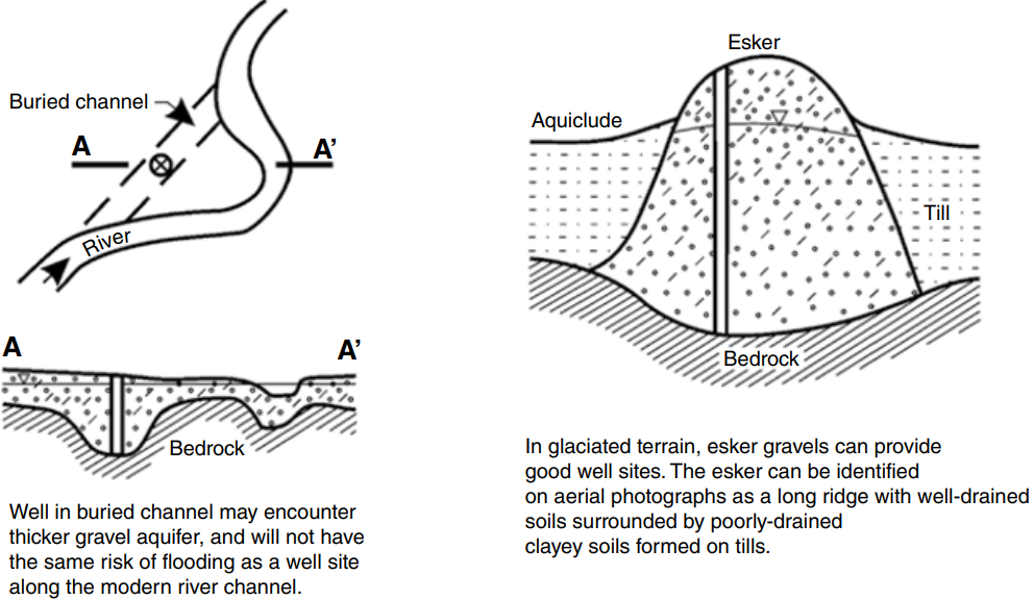 Buried channel
A
A'
River
A
A'
Bedrock
Well in buried channel may encounter
thicker gravel aquifer, and will not have
the same risk of flooding as a well site
along the modern river channel.
Esker
Aquiclude
Till
Bedrock
In glaciated terrain, esker gravels can provide
good well sites. The esker can be identified
on aerial photographs as a long ridge with well-drained
soils surrounded by poorly-drained
clayey soils formed on tills.